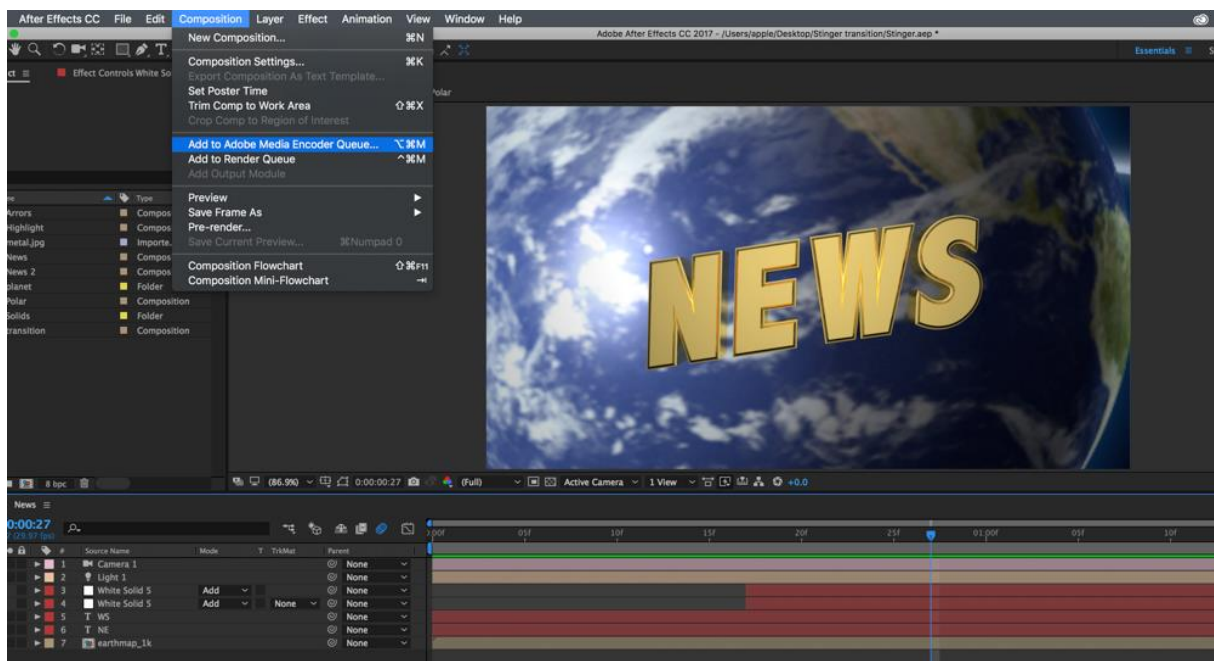 After Effects CC File Edit Composition Layer Effect Animation View Window Help
Adobe After Effects CC 2017 - /Users/apple/Desktop/Stinger transition/Stinger.aep *
New Composition... ⌘N
Composition Settings... ⌘K
Export Composition As Text Template...
Set Poster Time
Trim Comp to Work Area ⇧⌘X
Crop Comp to Region of Interest
Add to Adobe Media Encoder Queue... ⌥⌘M
Add to Render Queue ^⌘M
Add Output Module
Preview
Save Frame As
Pre-render...
Save Current Preview... ⌘Numpad 0
Composition Flowchart ⇧⌘F11
Composition Mini-Flowchart
Essentials
Effect Controls White So
Polar
NEWS
Type
Arrors Compos
Highlight Compos
metal.jpg Importe.
News Compos
News 2 Compos
planet Folder
Polar Composition
Solids Folder
transition Composition
8 bpc
(86.9%) 0:00:00:27 (Full) Active Camera 1 View +0.0
News
0:00:27
(29.97 fps)
05f 10f 15f 20f 25f 01:00f 05f 10f
# Source Name Mode T TrkMat Parent
1 Camera 1 None
2 Light 1 None
3 White Solid 5 Add None
4 White Solid 5 Add None None
5 T WS None
6 T NE None
7 earthmap_1k None